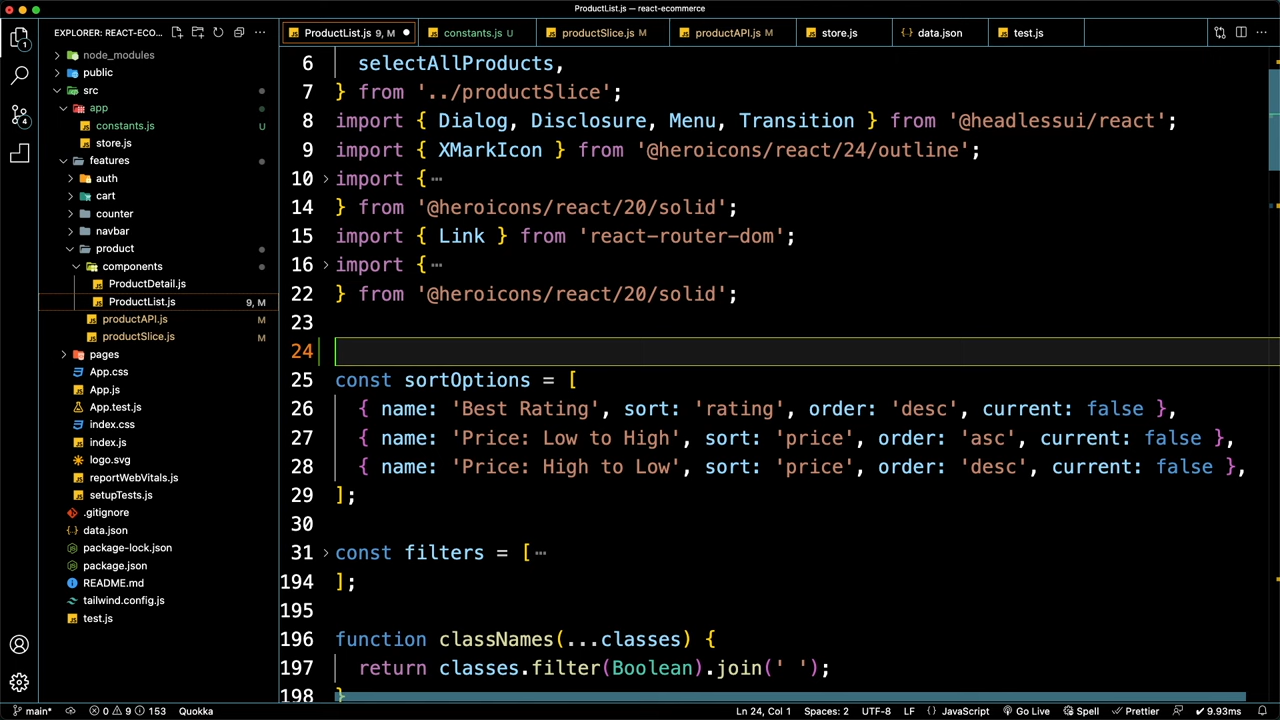 ProductList.js — react-ecommerce
EXPLORER: REACT-ECO...
ProductList.js 9, M
constants.js U
productSlice.js M
productAPI.js M
store.js
{} data.json
test.js
1
4
node_modules
public
src
app
constants.js U
store.js
features
auth
cart
counter
navbar
product
components
ProductDetail.js
ProductList.js 9, M
productAPI.js M
productSlice.js M
pages
App.css
App.js
App.test.js
index.css
index.js
logo.svg
reportWebVitals.js
setupTests.js
.gitignore
{} data.json
package-lock.json
package.json
README.md
tailwind.config.js
test.js
6 selectAllProducts,
7 } from '../productSlice';
8 import { Dialog, Disclosure, Menu, Transition } from '@headlessui/react';
9 import { XMarkIcon } from '@heroicons/react/24/outline';
10 import {⋯
14 } from '@heroicons/react/20/solid';
15 import { Link } from 'react-router-dom';
16 import {⋯
22 } from '@heroicons/react/20/solid';
23
24
25 const sortOptions = [
26 { name: 'Best Rating', sort: 'rating', order: 'desc', current: false },
27 { name: 'Price: Low to High', sort: 'price', order: 'asc', current: false },
28 { name: 'Price: High to Low', sort: 'price', order: 'desc', current: false },
29 ];
30
31 const filters = [⋯
194 ];
195
196 function classNames(...classes) {
197 return classes.filter(Boolean).join(' ');
198 }
main* 0 9 153 Quokka Ln 24, Col 1 Spaces: 2 UTF-8 LF {} JavaScript Go Live Spell Prettier ✔ 9.93ms